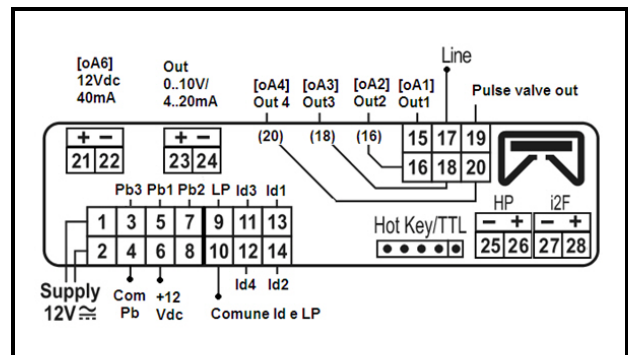 Line
[oA6] Out
12Vdc 0..10V/ [oA4] [oA3] [oA2] [oA1] Pulse valve out
40mA 4..20mA Out 4 Out3 Out2 Out1
+ − + − (20) (18) (16) 15 17 19
21 22 23 24 16 18 20
Pb3 Pb1 Pb2 LP Id3 Id1 HP i2F
1 3 5 7 9 11 13 Hot Key/TTL − + − +
2 4 6 8 10 12 14 25 26 27 28
Id4 Id2
Supply Com +12
12V≂ Pb Vdc Comune Id e LP